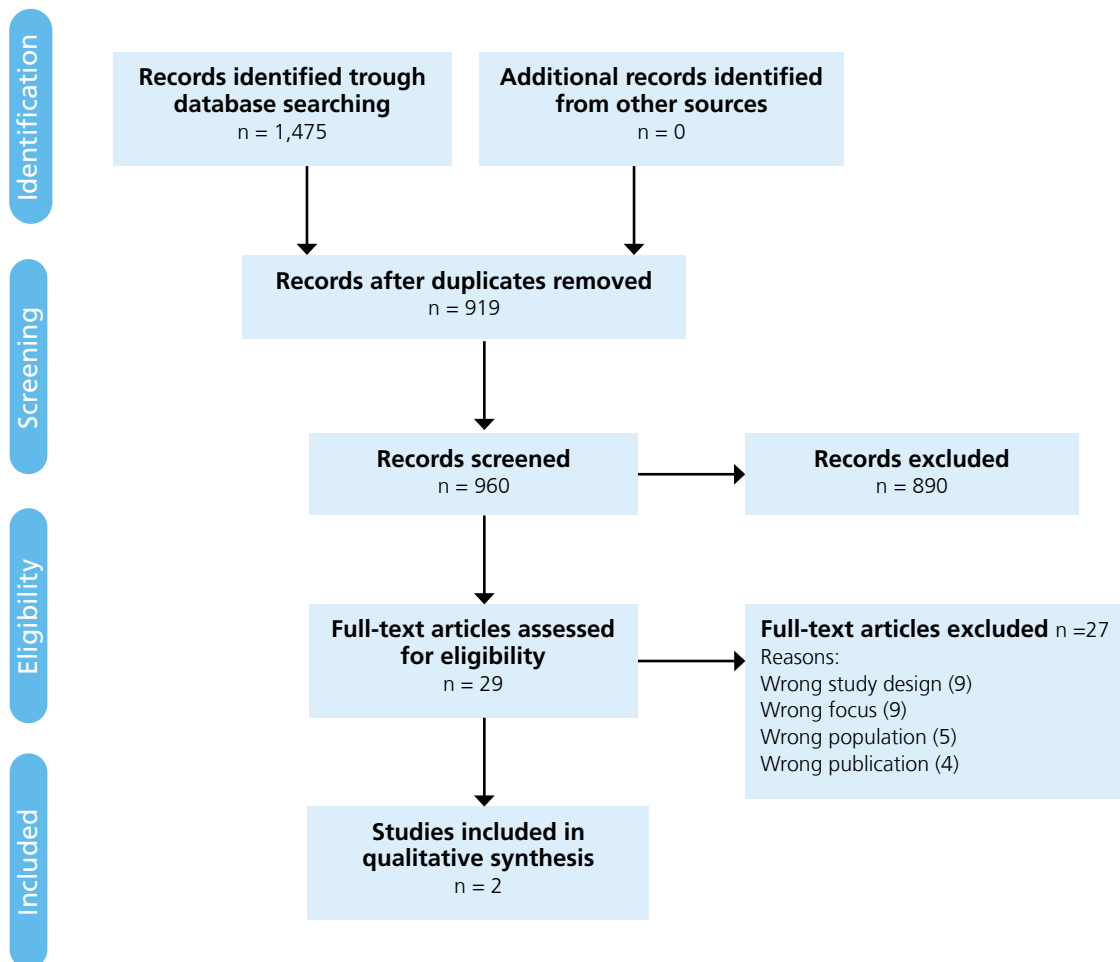 Identification
Records identified trough
database searching
n = 1,475
Additional records identified
from other sources
n = 0
Screening
Records after duplicates removed
n = 919
Records screened
n = 960
Records excluded
n = 890
Eligibility
Full-text articles assessed
for eligibility
n = 29
Full-text articles excluded n =27
Reasons:
Wrong study design (9)
Wrong focus (9)
Wrong population (5)
Wrong publication (4)
Included
Studies included in
qualitative synthesis
n = 2